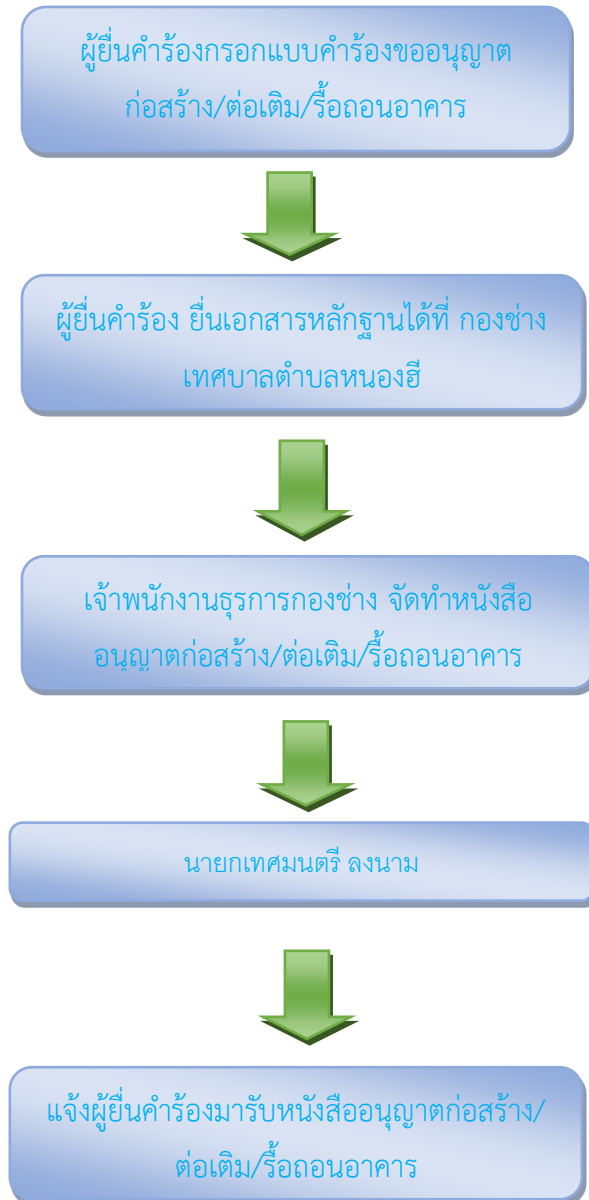 ผู้ยื่นคำร้องกรอกแบบคำร้องขออนุญาต
ก่อสร้าง/ต่อเติม/รื้อถอนอาคาร
ผู้ยื่นคำร้อง ยื่นเอกสารหลักฐานได้ที่ กองช่าง
เทศบาลตำบลหนองฮี
เจ้าพนักงานธุรการกองช่าง จัดทำหนังสือ
อนุญาตก่อสร้าง/ต่อเติม/รื้อถอนอาคาร
นายกเทศมนตรี ลงนาม
แจ้งผู้ยื่นคำร้องมารับหนังสืออนุญาตก่อสร้าง/
ต่อเติม/รื้อถอนอาคาร